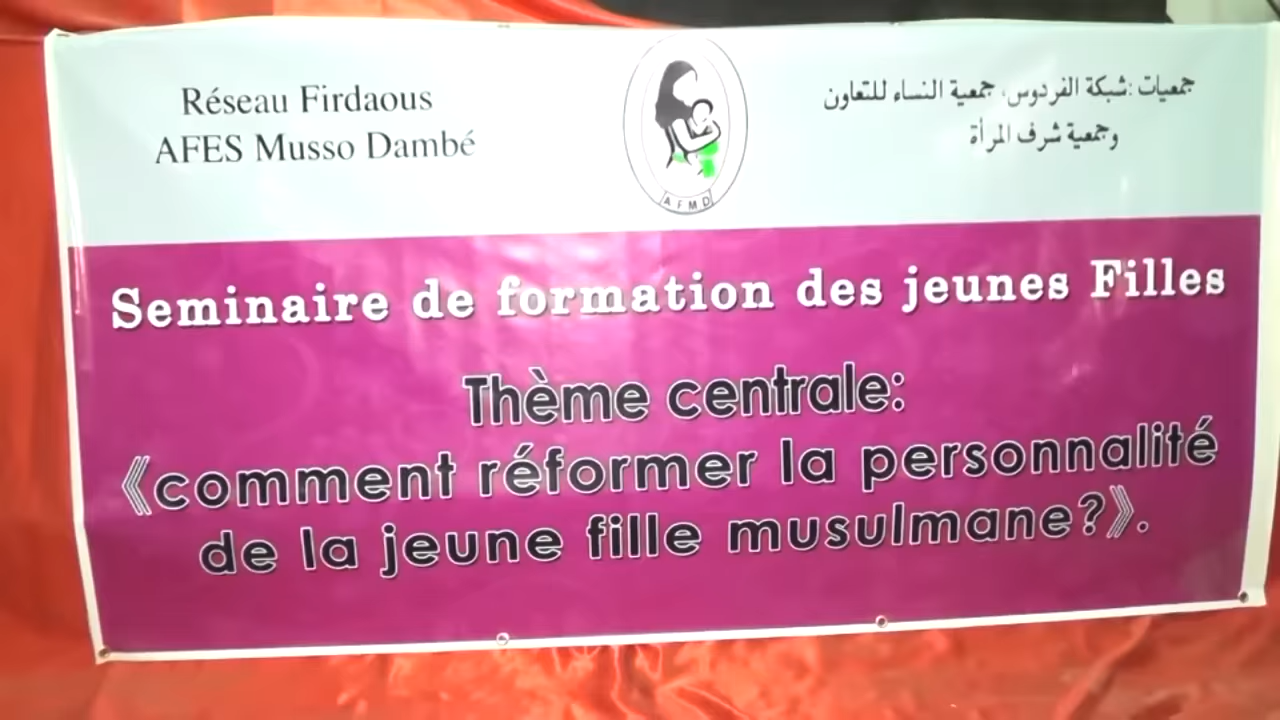 Réseau Firdaous
AFES Musso Dambé
AFMD
جمعيات :شبكة الفردوس، جمعية النساء للتعاون
وجمعية شرف المرأة
Seminaire de formation des jeunes Filles
Thème centrale:
《comment réformer la personnalité
de la jeune fille musulmane?》.